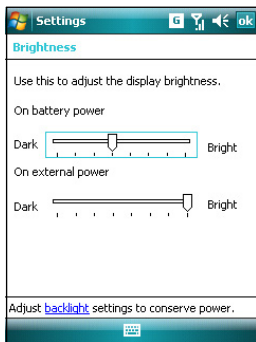 Settings G ok
Brightness
Use this to adjust the display brightness.
On battery power
Dark Bright
On external power
Dark Bright
Adjust backlight settings to conserve power.